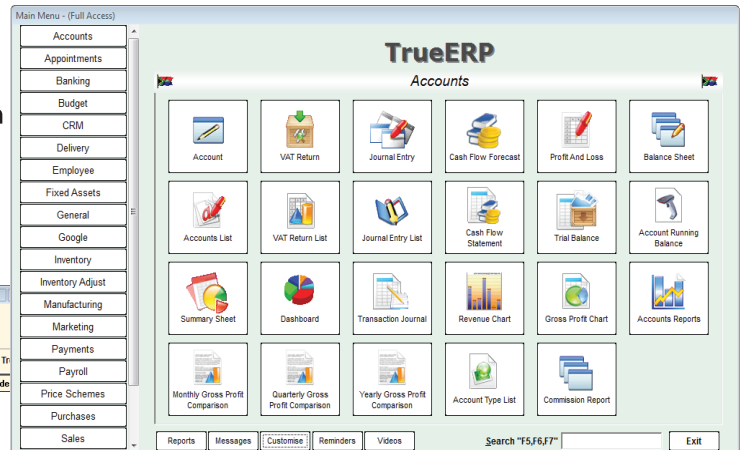 Main Menu - (Full Access)
Accounts
Appointments
Banking
Budget
CRM
Delivery
Employee
Fixed Assets
General
Google
Inventory
Inventory Adjust
Manufacturing
Marketing
Payments
Payroll
Price Schemes
Purchases
Sales
TrueERP
Accounts
Account
VAT Return
Journal Entry
Cash Flow Forecast
Profit And Loss
Balance Sheet
Accounts List
VAT Return List
Journal Entry List
Cash Flow
Statement
Trial Balance
Account Running
Balance
Summary Sheet
Dashboard
Transaction Journal
Revenue Chart
Gross Profit Chart
Accounts Reports
Monthly Gross Profit
Comparison
Quarterly Gross
Profit Comparison
Yearly Gross Profit
Comparison
Account Type List
Commission Report
Reports
Messages
Customise
Reminders
Videos
Search "F5,F6,F7"
Exit